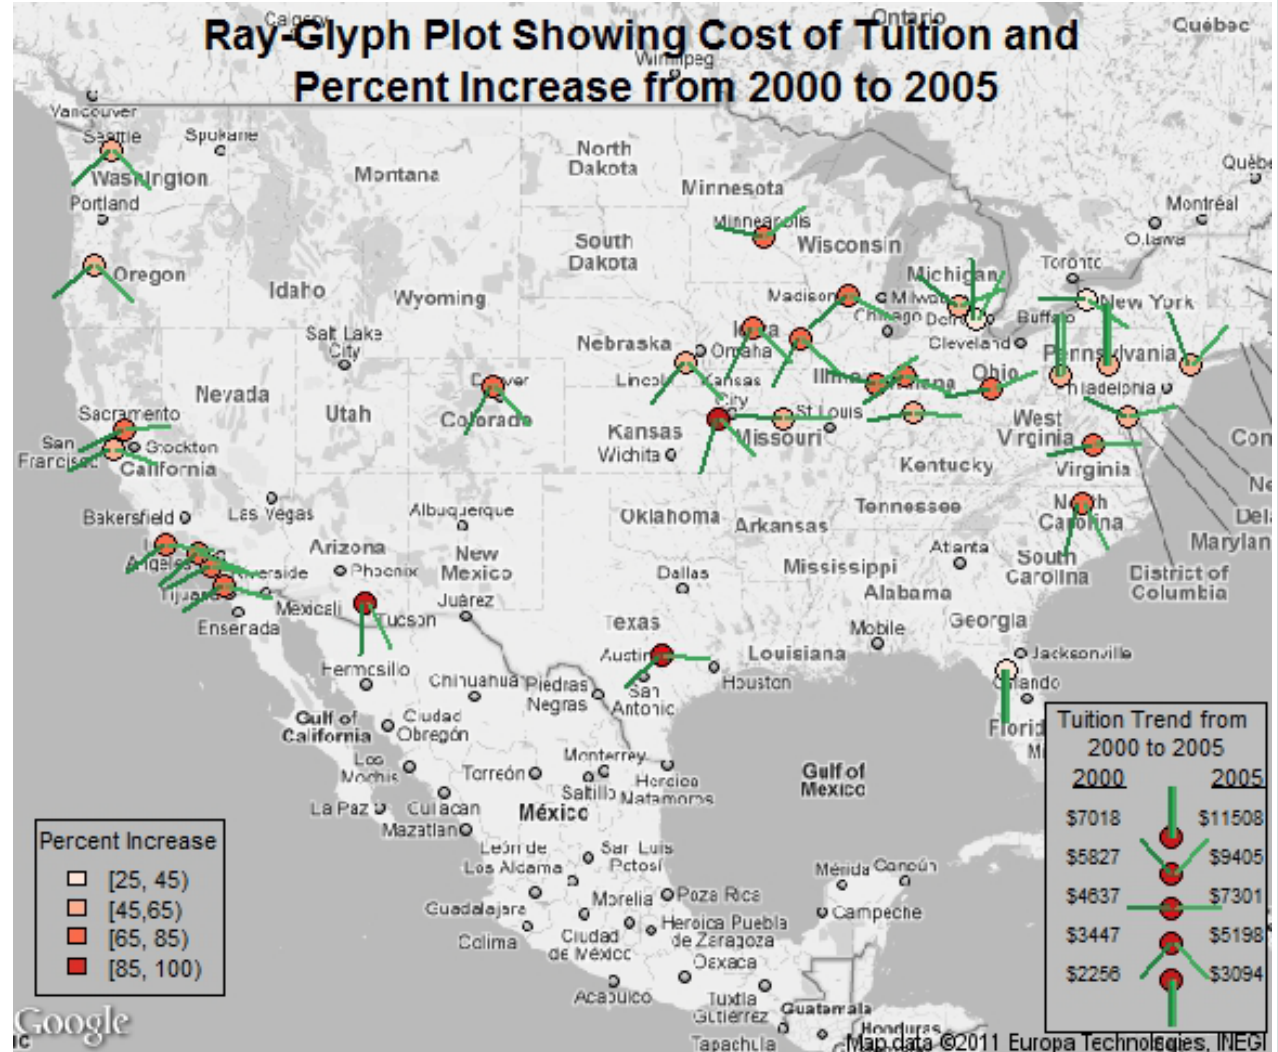 Calgary
Ontario
Québec
Ray-Glyph Plot Showing Cost of Tuition and
Winnipeg
Percent Increase from 2000 to 2005
Vancouver
Seattle
Spokane
North
Dakota
Montana
Washington
Minnesota
Portland
Montréal
Minneapolis
Wisconsin
South
Dakota
Toronto
Oregon
Michigan
Idaho
Wyoming
Madison
New York
Chicago
Buffalo
Salt Lake
City
Nebraska
Iowa
Omaha
Cleveland
Pennsylvania
Denver
Lincoln
Kansas
City
Ohio
Philadelphia
Nevada
Utah
Colorado
Sacramento
St Louis
West
Virginia
San
Francisco
Stockton
California
Kansas
Missouri
Wichita
Kentucky
Virginia
Las Vegas
Albuquerque
Oklahoma
Tennessee
North
Carolina
Bakersfield
Arkansas
Arizona
New
Mexico
Atlanta
South
Carolina
Maryland
Angeles
Riverside
Phoenix
Dallas
Mississippi
Alabama
District of
Columbia
Tijuana
Mexicali
Tucson
Juárez
Texas
Georgia
Mobile
Austin
Louisiana
Jacksonville
Hermosillo
Chihuahua
Piedras
Negras
San
Antonio
Houston
Orlando
Gulf of
California
Ciudad
Obregón
Florida
Tuition Trend from
2000 to 2005
2000 2005
$7018 $11508
$5827 $9405
$4637 $7301
$3447 $5198
$2256 $3094
Los
Mochis
Torreón
Monterrey
Saltillo
Heroica
Matamoros
Gulf of
Mexico
La Paz
Culiacán
México
Mazatlán
León de
Los Aldama
San Luis
Potosí
Mérida
Cancún
Percent Increase
[25, 45)
[45,65)
[65, 85)
[85, 100)
Guadalajara
Morelia
Poza Rica
Campeche
Colima
Ciudad
de México
Heroica Puebla
de Zaragoza
Oaxaca
Acapulco
Tuxtla
Gutiérrez
Guatemala
Honduras
Google
Tapachula
Map data ©2011 Europa Technologies, INEGI